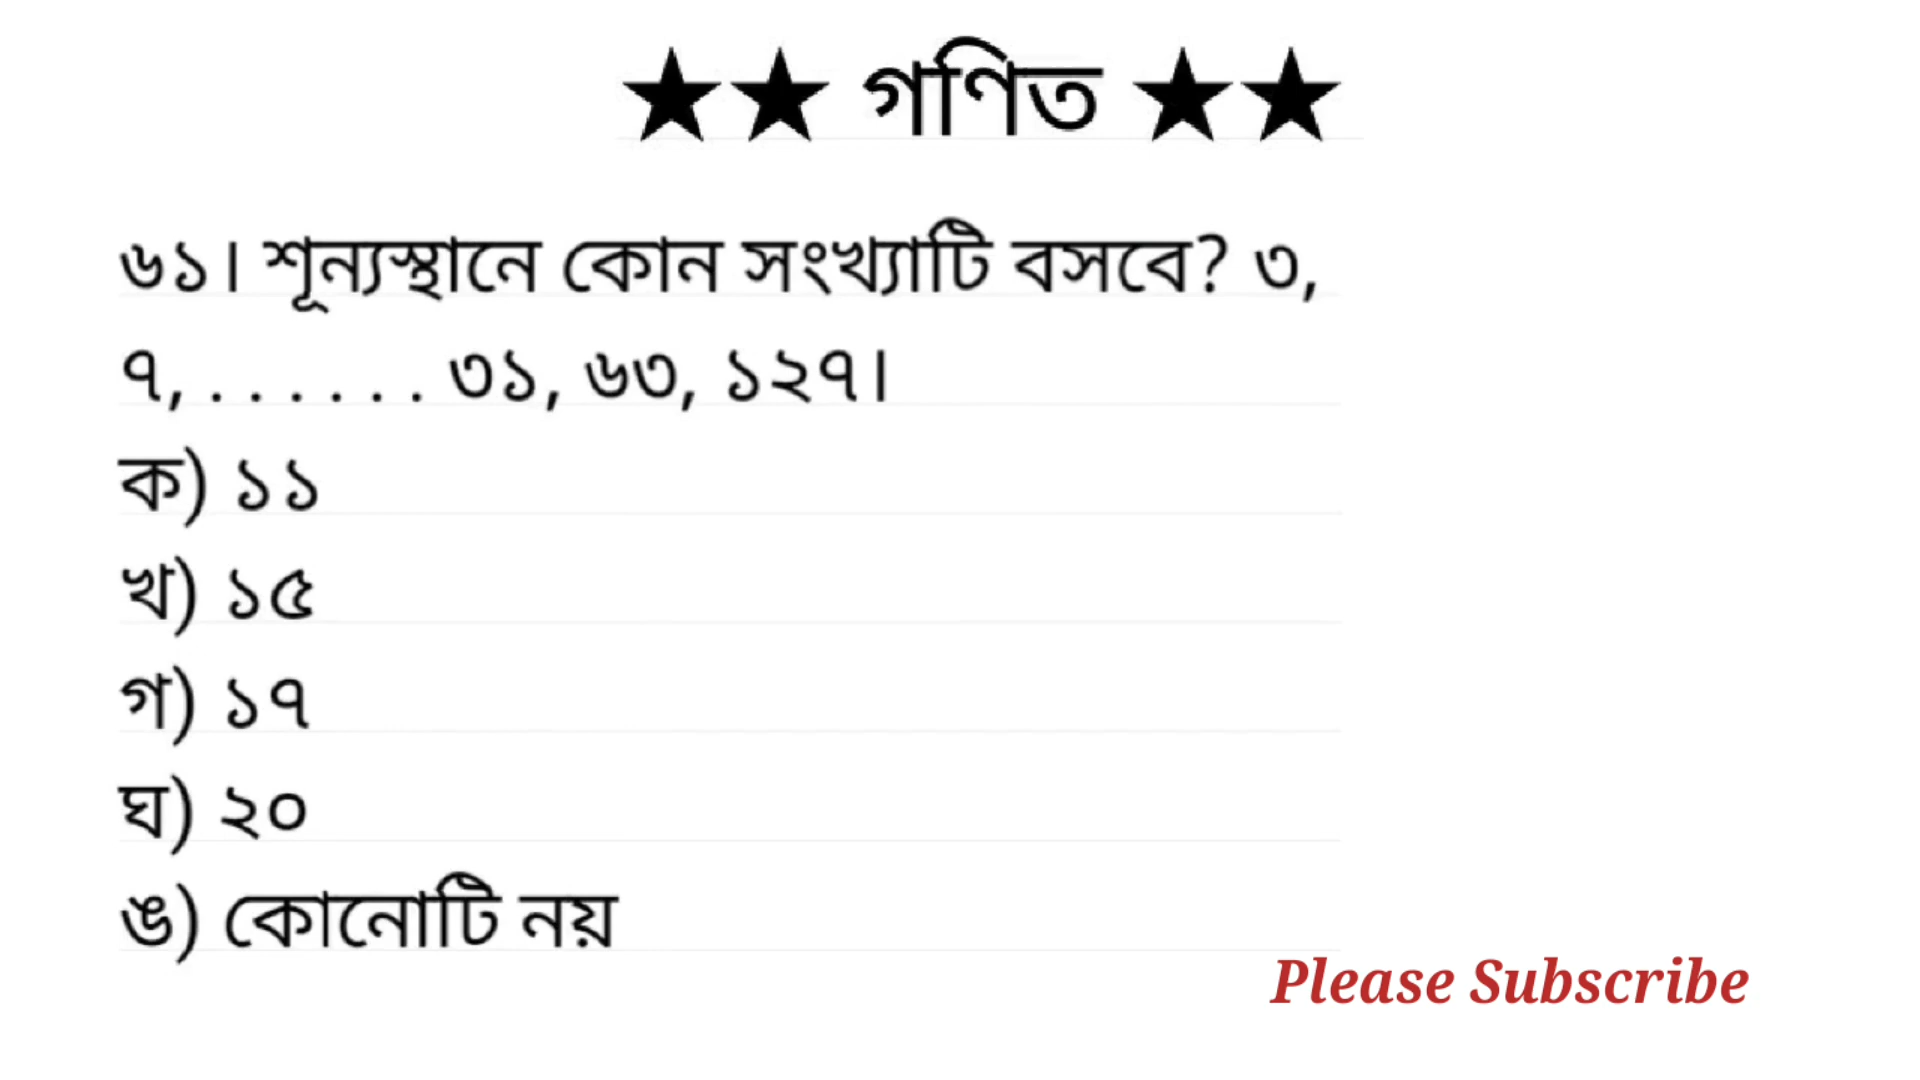 ★★ গণিত ★★
৬১। শূন্যস্থানে কোন সংখ্যাটি বসবে? ৩,
৭, . . . . . . ৩১, ৬৩, ১২৭।
ক) ১১
খ) ১৫
গ) ১৭
ঘ) ২০
ঙ) কোনোটি নয়
Please Subscribe